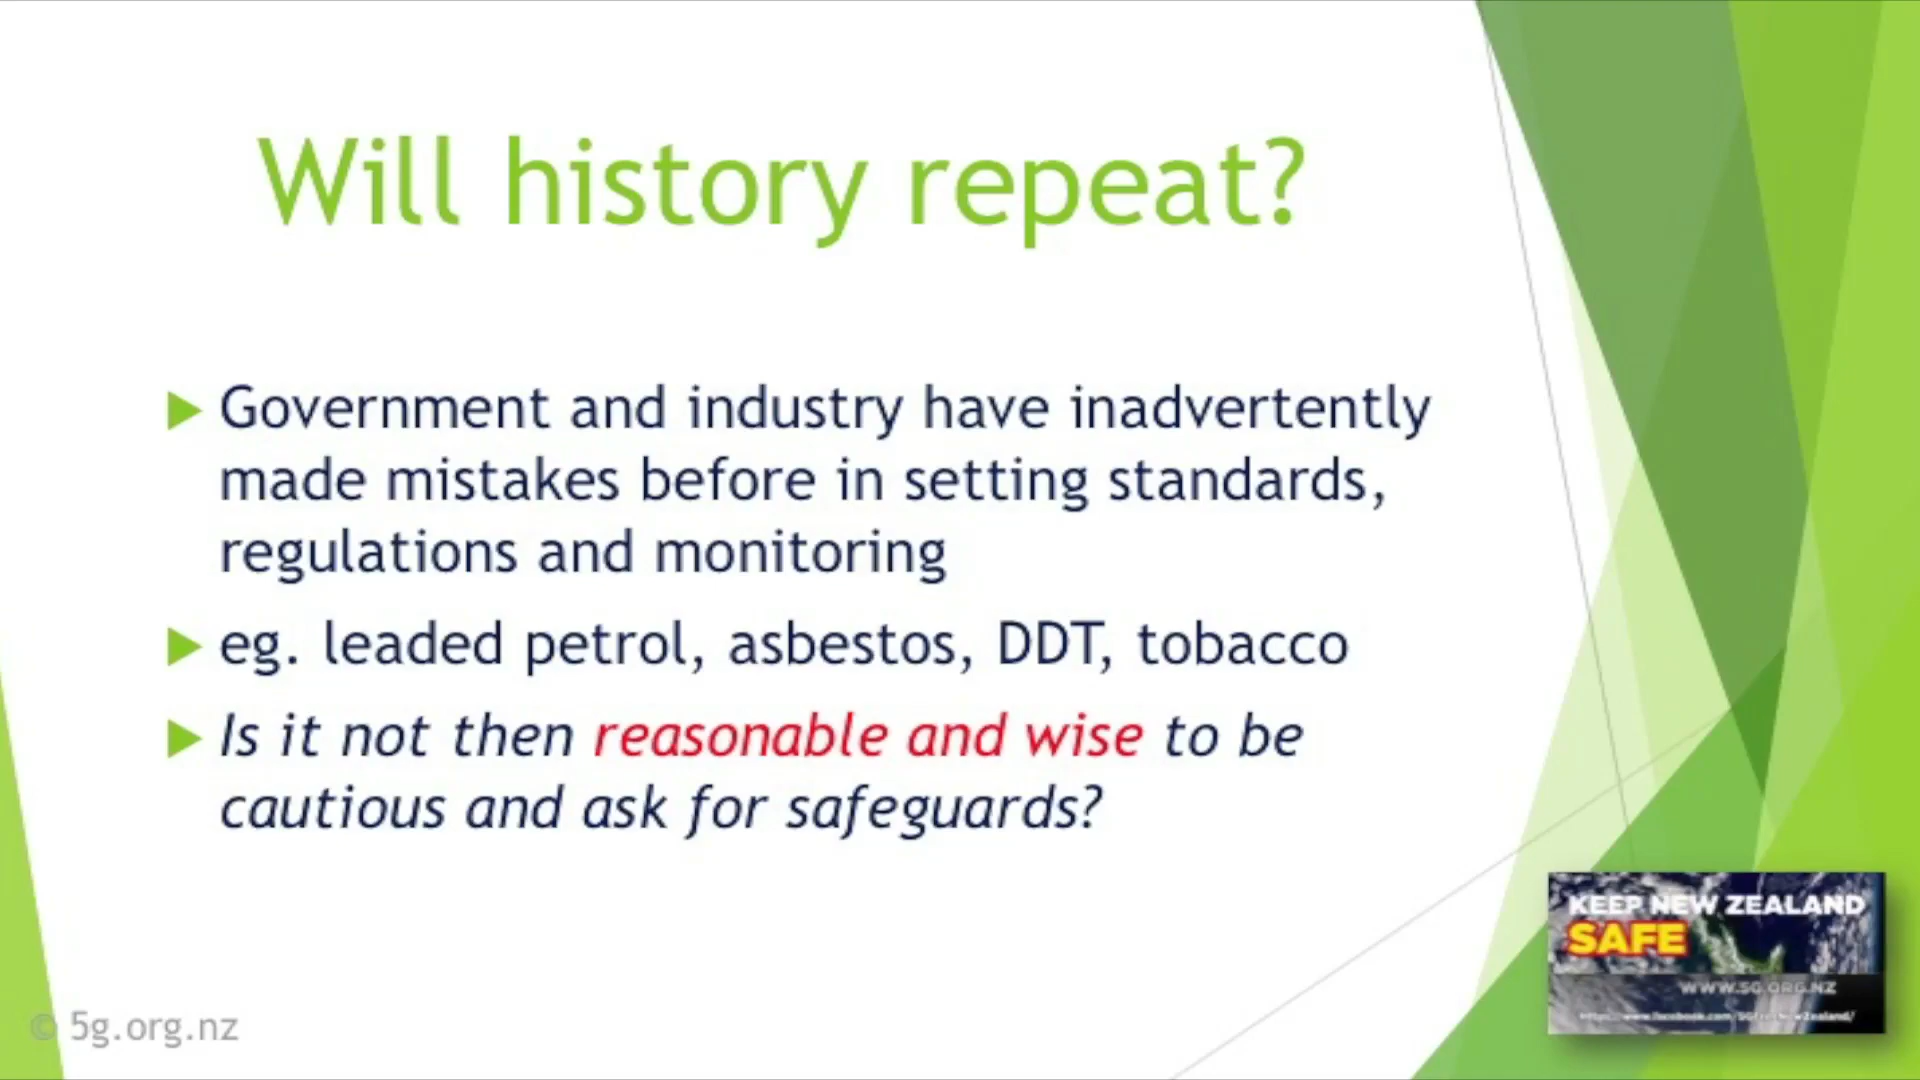 Will history repeat?
Government and industry have inadvertently
made mistakes before in setting standards,
regulations and monitoring
eg. leaded petrol, asbestos, DDT, tobacco
Is it not then reasonable and wise to be
cautious and ask for safeguards?
KEEP NEW ZEALAND
SAFE
WWW.5G.ORG.NZ
© 5g.org.nz